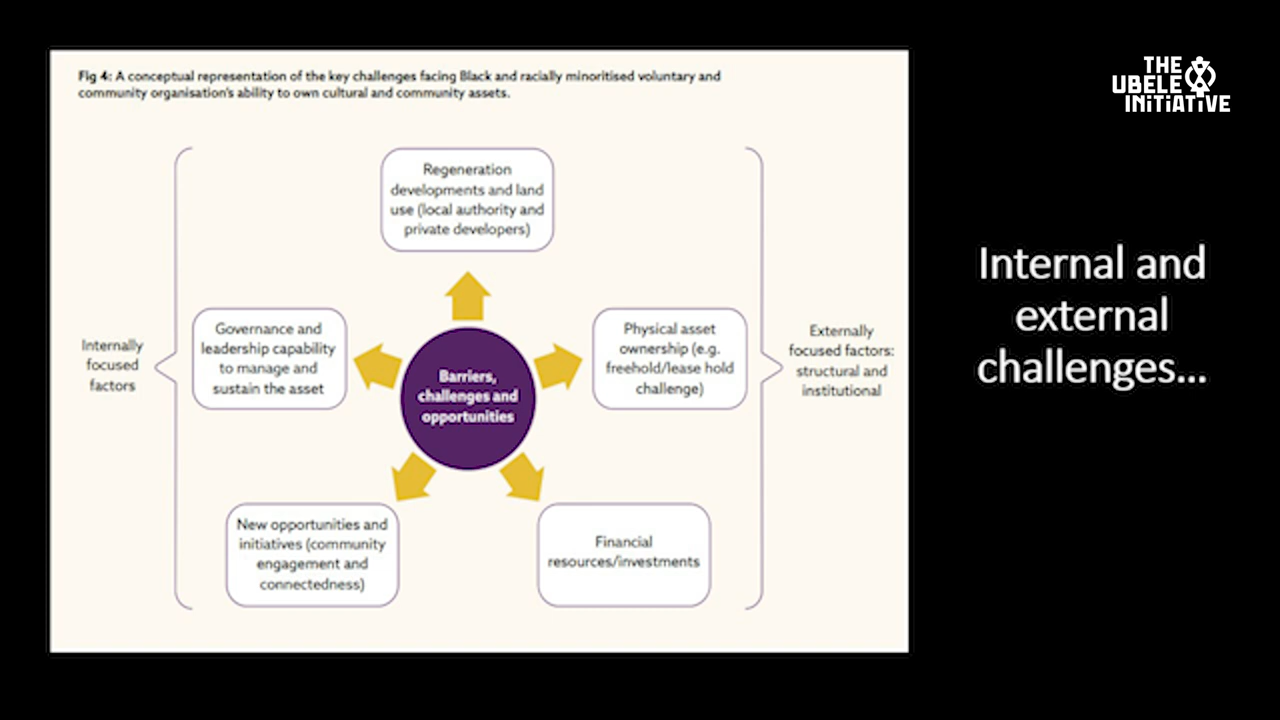 Fig 4: A conceptual representation of the key challenges facing Black and racially minoritised voluntary and
community organisation's ability to own cultural and community assets.
THE
UBELE
INiTiATiVE
Regeneration
developments and land
use (local authority and
private developers)
Internally
focused
factors
Governance and
leadership capability
to manage and
sustain the asset
Barriers,
challenges and
opportunities
Physical asset
ownership (e.g.
freehold/lease hold
challenge)
Externally
focused factors:
structural and
institutional
New opportunities and
initiatives (community
engagement and
connectedness)
Financial
resources/investments
Internal and
external
challenges...